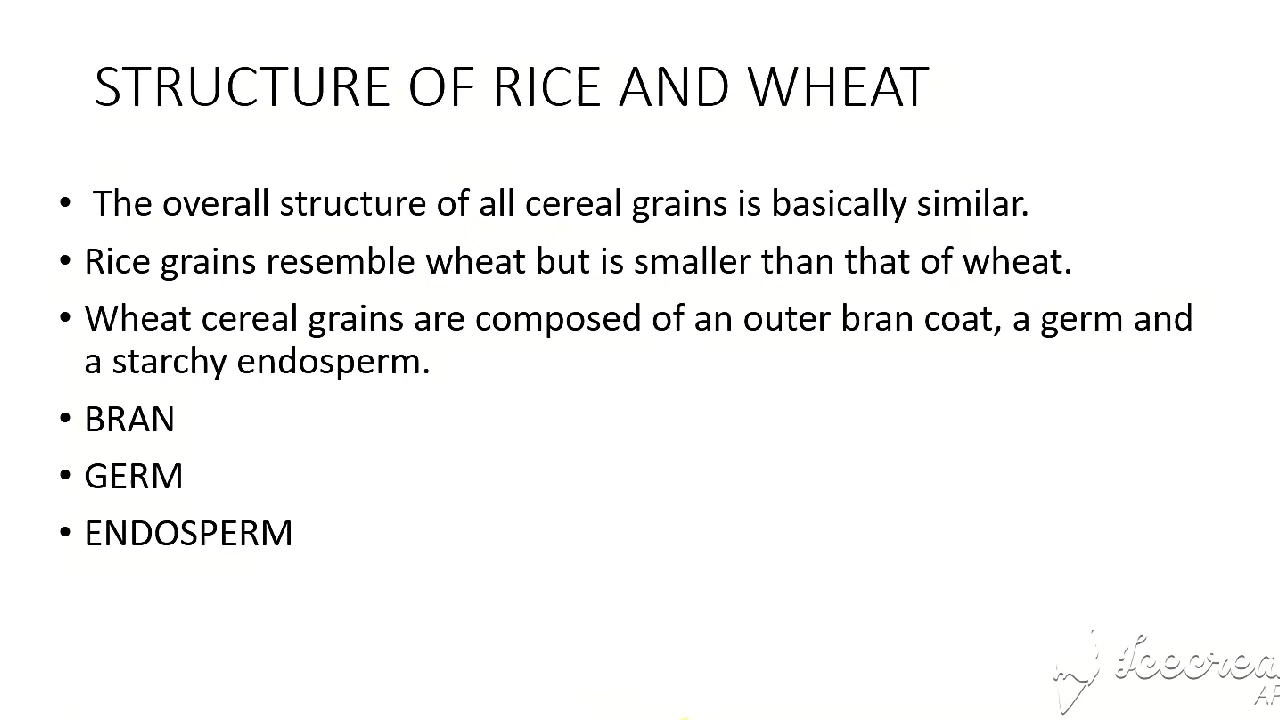 STRUCTURE OF RICE AND WHEAT
• The overall structure of all cereal grains is basically similar.
• Rice grains resemble wheat but is smaller than that of wheat.
• Wheat cereal grains are composed of an outer bran coat, a germ and
a starchy endosperm.
• BRAN
• GERM
• ENDOSPERM
Icecrea
AP